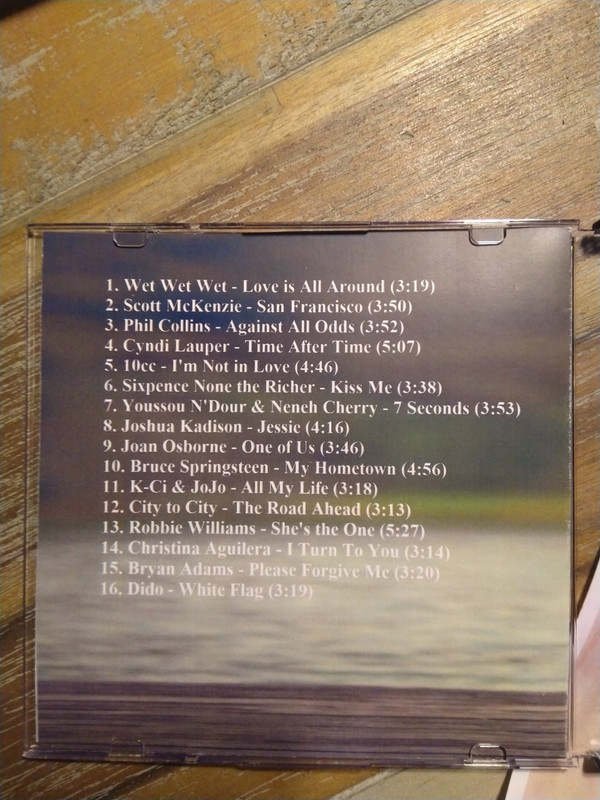 1. Wet Wet Wet - Love is All Around (3:19)
2. Scott McKenzie - San Francisco (3:50)
3. Phil Collins - Against All Odds (3:52)
4. Cyndi Lauper - Time After Time (5:07)
5. 10cc - I'm Not in Love (4:46)
6. Sixpence None the Richer - Kiss Me (3:38)
7. Youssou N'Dour & Neneh Cherry - 7 Seconds (3:53)
8. Joshua Kadison - Jessie (4:16)
9. Joan Osborne - One of Us (3:46)
10. Bruce Springsteen - My Hometown (4:56)
11. K-Ci & JoJo - All My Life (3:18)
12. City to City - The Road Ahead (3:13)
13. Robbie Williams - She's the One (5:27)
14. Christina Aguilera - I Turn To You (3:14)
15. Bryan Adams - Please Forgive Me (3:20)
16. Dido - White Flag (3:19)